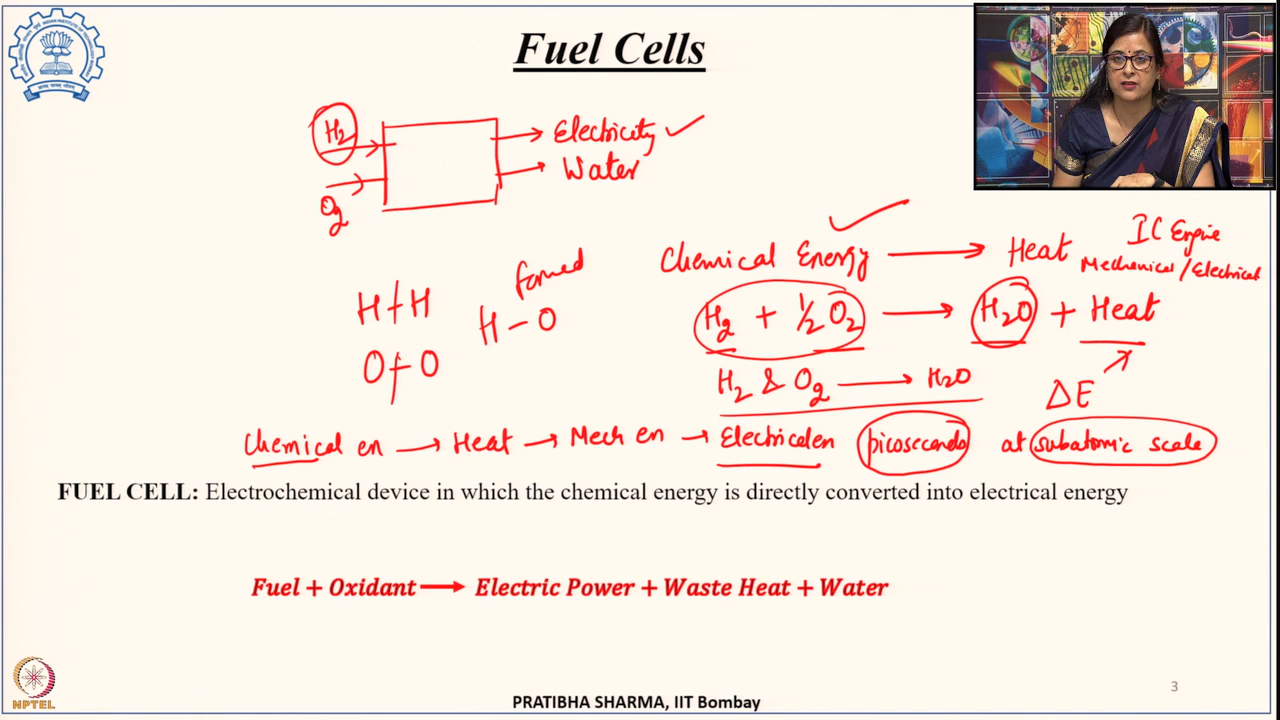 Fuel Cells
H2
O2
Electricity ✓
Water
Chemical Energy → Heat
IC Engine
Mechanical/Electrical
formed
H-H
H-O
O-O
H2 + 1/2 O2 → H2O + Heat
H2 & O2 → H2O
ΔE
Chemical en → Heat → Mech en → Electrical en picoseconds at subatomic scale
FUEL CELL: Electrochemical device in which the chemical energy is directly converted into electrical energy
Fuel + Oxidant → Electric Power + Waste Heat + Water
NPTEL
PRATIBHA SHARMA, IIT Bombay
3